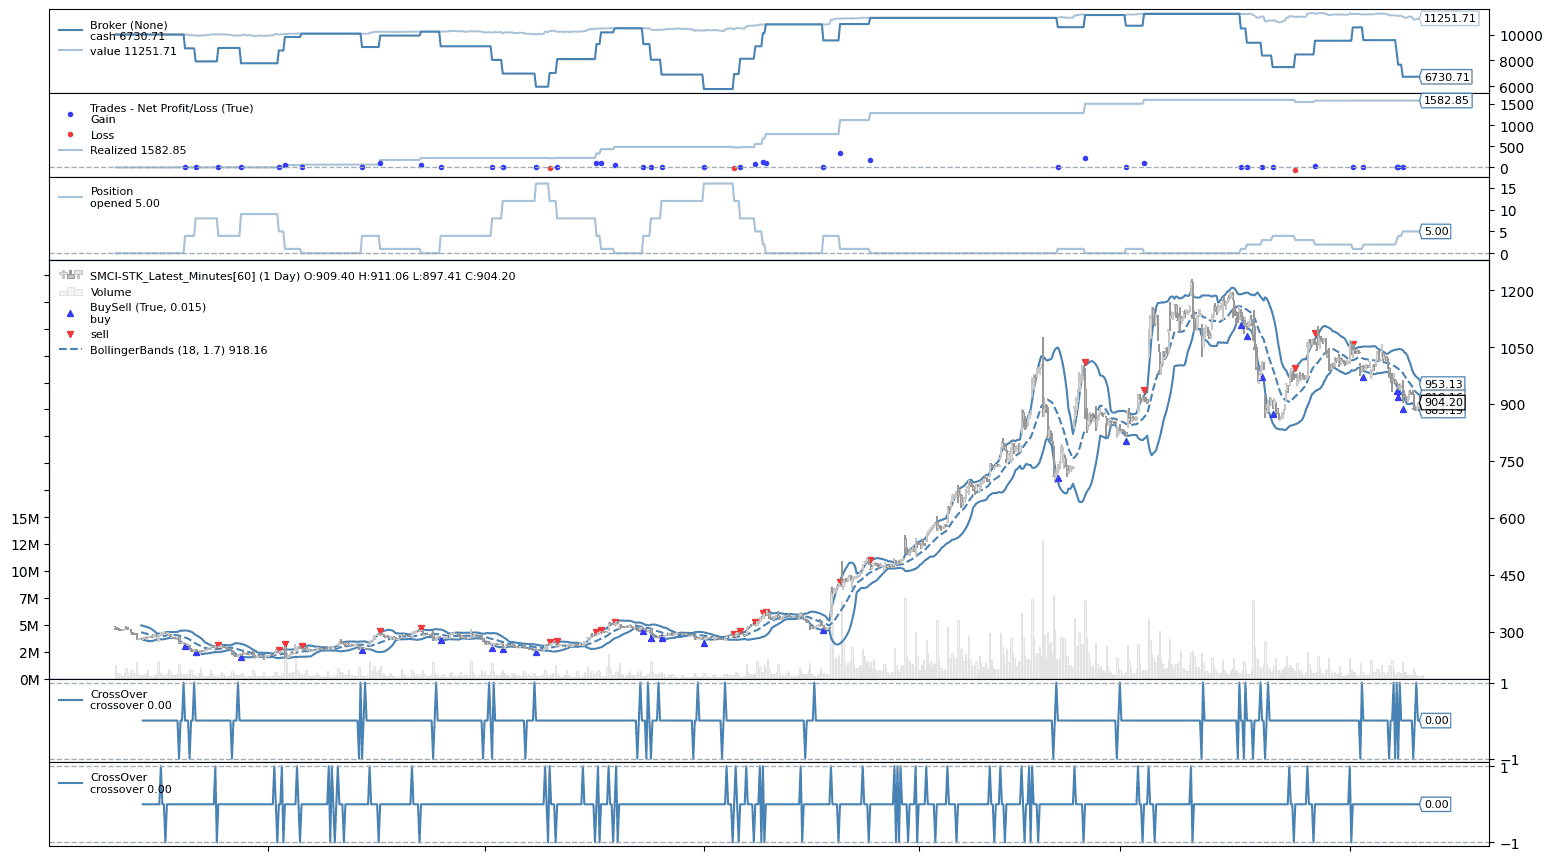 Broker (None)
cash 6730.71
value 11251.71
11251.71
10000
8000
6730.71
6000
Trades - Net Profit/Loss (True)
Gain
Loss
Realized 1582.85
1582.85
1500
1000
500
0
Position
opened 5.00
15
10
5
5.00
0
SMCI-STK_Latest_Minutes[60] (1 Day) O:909.40 H:911.06 L:897.41 C:904.20
Volume
BuySell (True, 0.015)
buy
sell
BollingerBands (18, 1.7) 918.16
1200
1050
953.13
904.20
900
750
600
450
300
15M
12M
10M
7M
5M
2M
0M
CrossOver
crossover 0.00
1
0.00
−1
CrossOver
crossover 0.00
1
0.00
−1